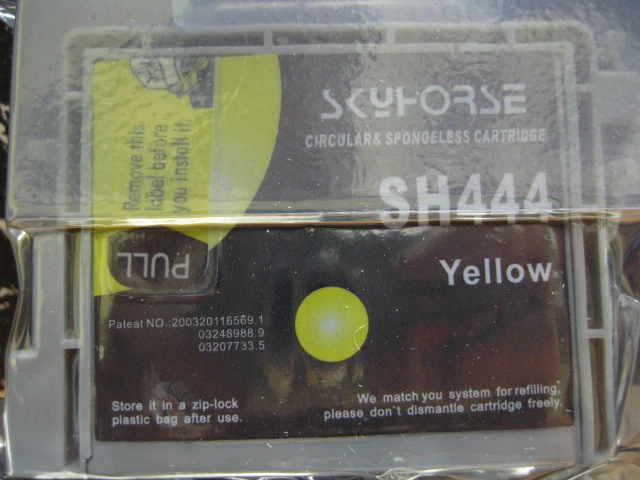 SKYHORSE
CIRCULAR & SPONGELESS CARTRIDGE
SH444
Yellow
Remove this
label before
you install it.
PULL
Pateat NO.:200320116569.1
03248988.9
03207733.5
Store it in a zip-lock
plastic bag after use.
We match you system for refilling,
please don`t dismantle cartridge freely.